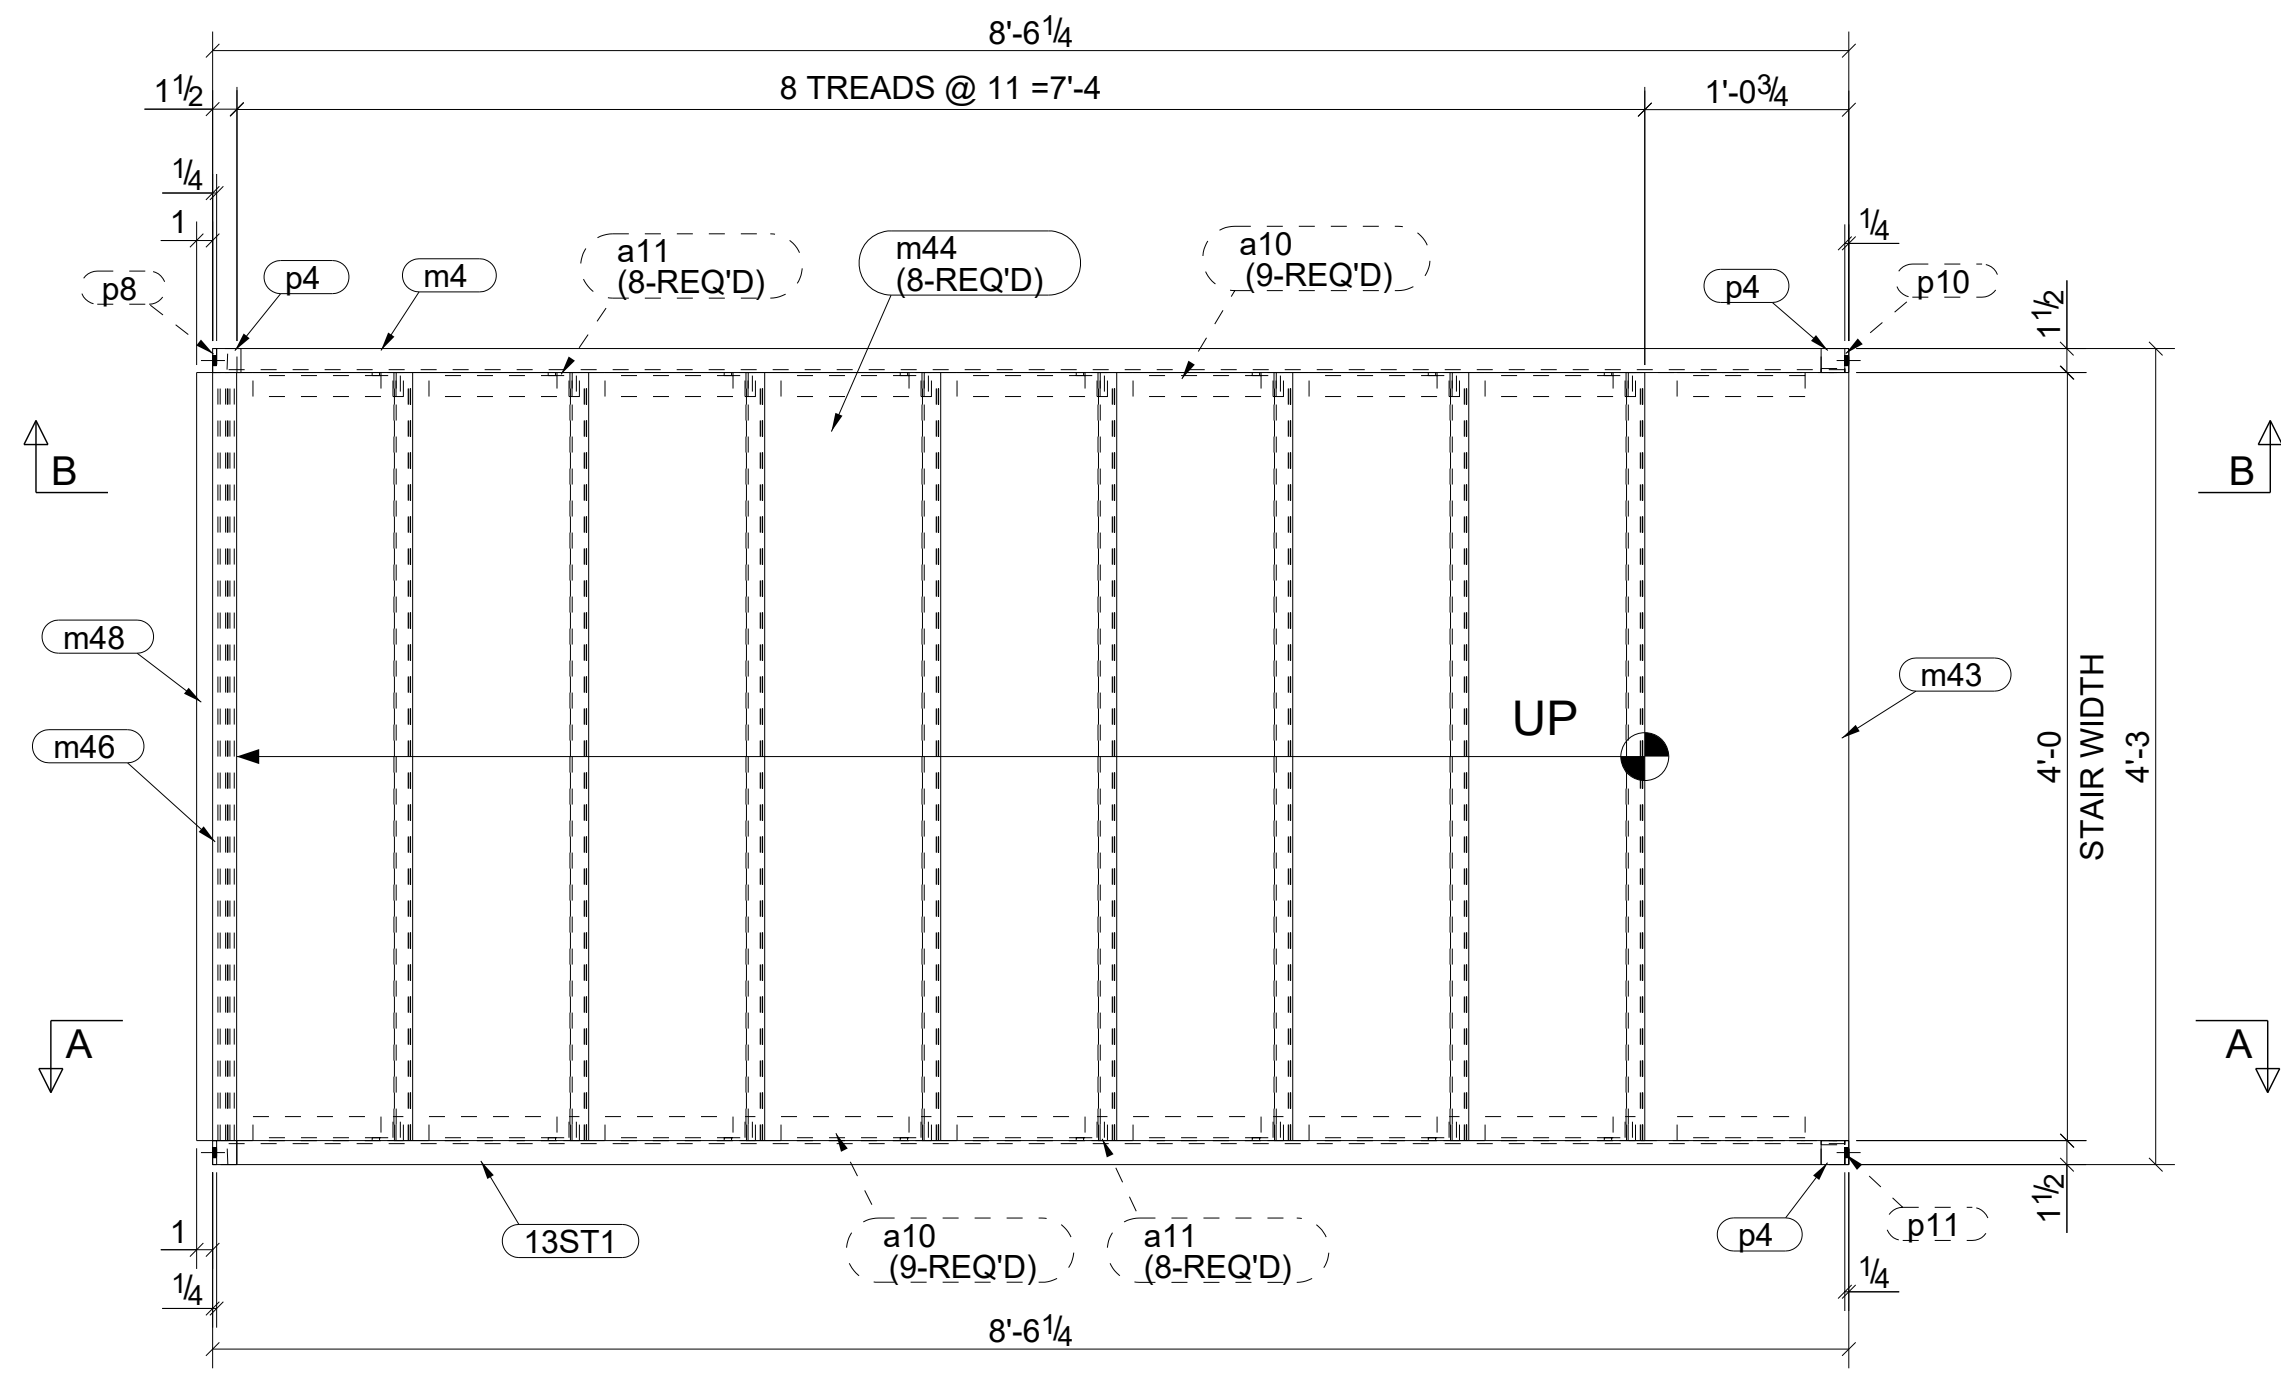 8'-6 1/4
8 TREADS @ 11 =7'-4
1 1/2
1'-0 3/4
1/4
1
1/4
p8
p4
m4
a11
(8-REQ'D)
m44
(8-REQ'D)
a10
(9-REQ'D)
p4
p10
1 1/2
B
B
m48
m46
UP
m43
4'-0
STAIR WIDTH
4'-3
A
A
1
1/4
13ST1
a10
(9-REQ'D)
a11
(8-REQ'D)
p4
p11
1 1/2
1/4
8'-6 1/4